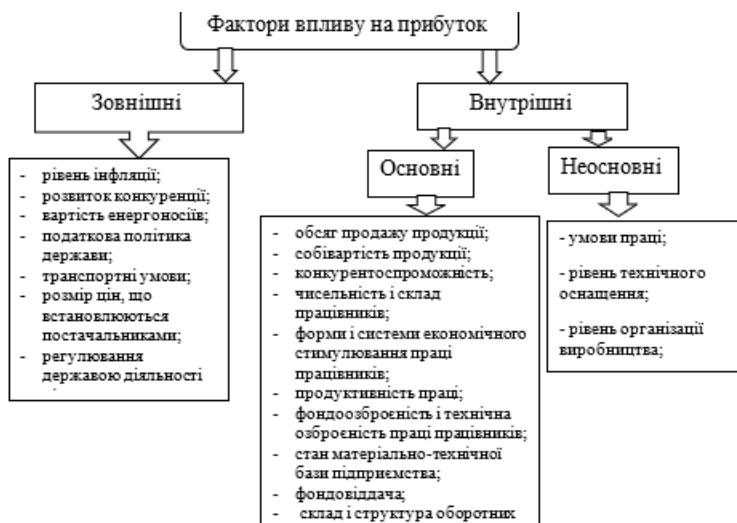 Фактори впливу на прибуток
Зовнішні
Внутрішні
- рівень інфляції;
- розвиток конкуренції;
- вартість енергоносіїв;
- податкова політика
держави;
- транспортні умови;
- розмір цін, що
встановлюються
постачальниками;
- регулювання
державою діяльності
Основні
Неосновні
- обсяг продажу продукції;
- собівартість продукції;
- конкурентоспроможність;
- чисельність і склад
працівників;
- форми і системи економічного
стимулювання праці
працівників;
- продуктивність праці;
- фондоозброєність і технічна
озброєність праці працівників;
- стан матеріально-технічної
бази підприємства;
- фондовіддача;
- склад і структура оборотних
- умови праці;
- рівень технічного
оснащення;
- рівень організації
виробництва;